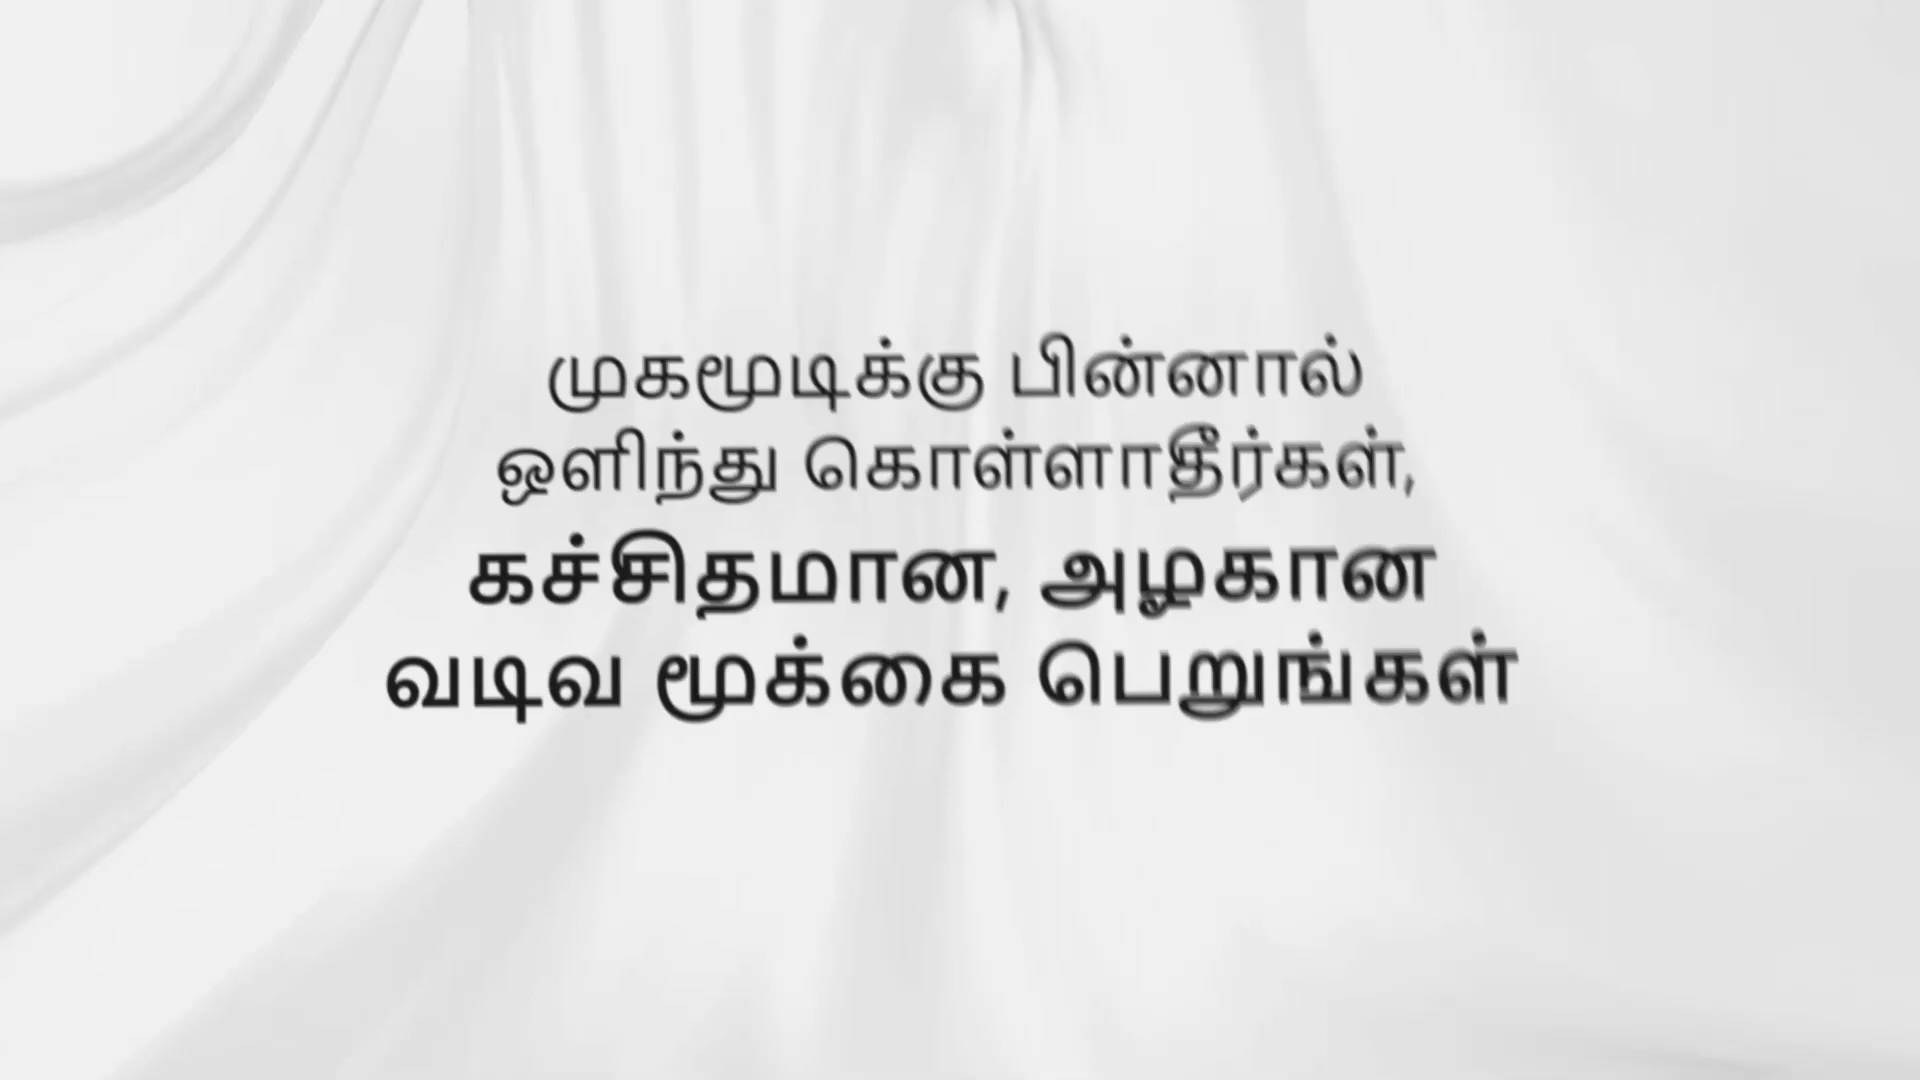 முகமூடிக்கு பின்னால்
ஒளிந்து கொள்ளாதீர்கள்,
கச்சிதமான, அழகான
வடிவ மூக்கை பெறுங்கள்